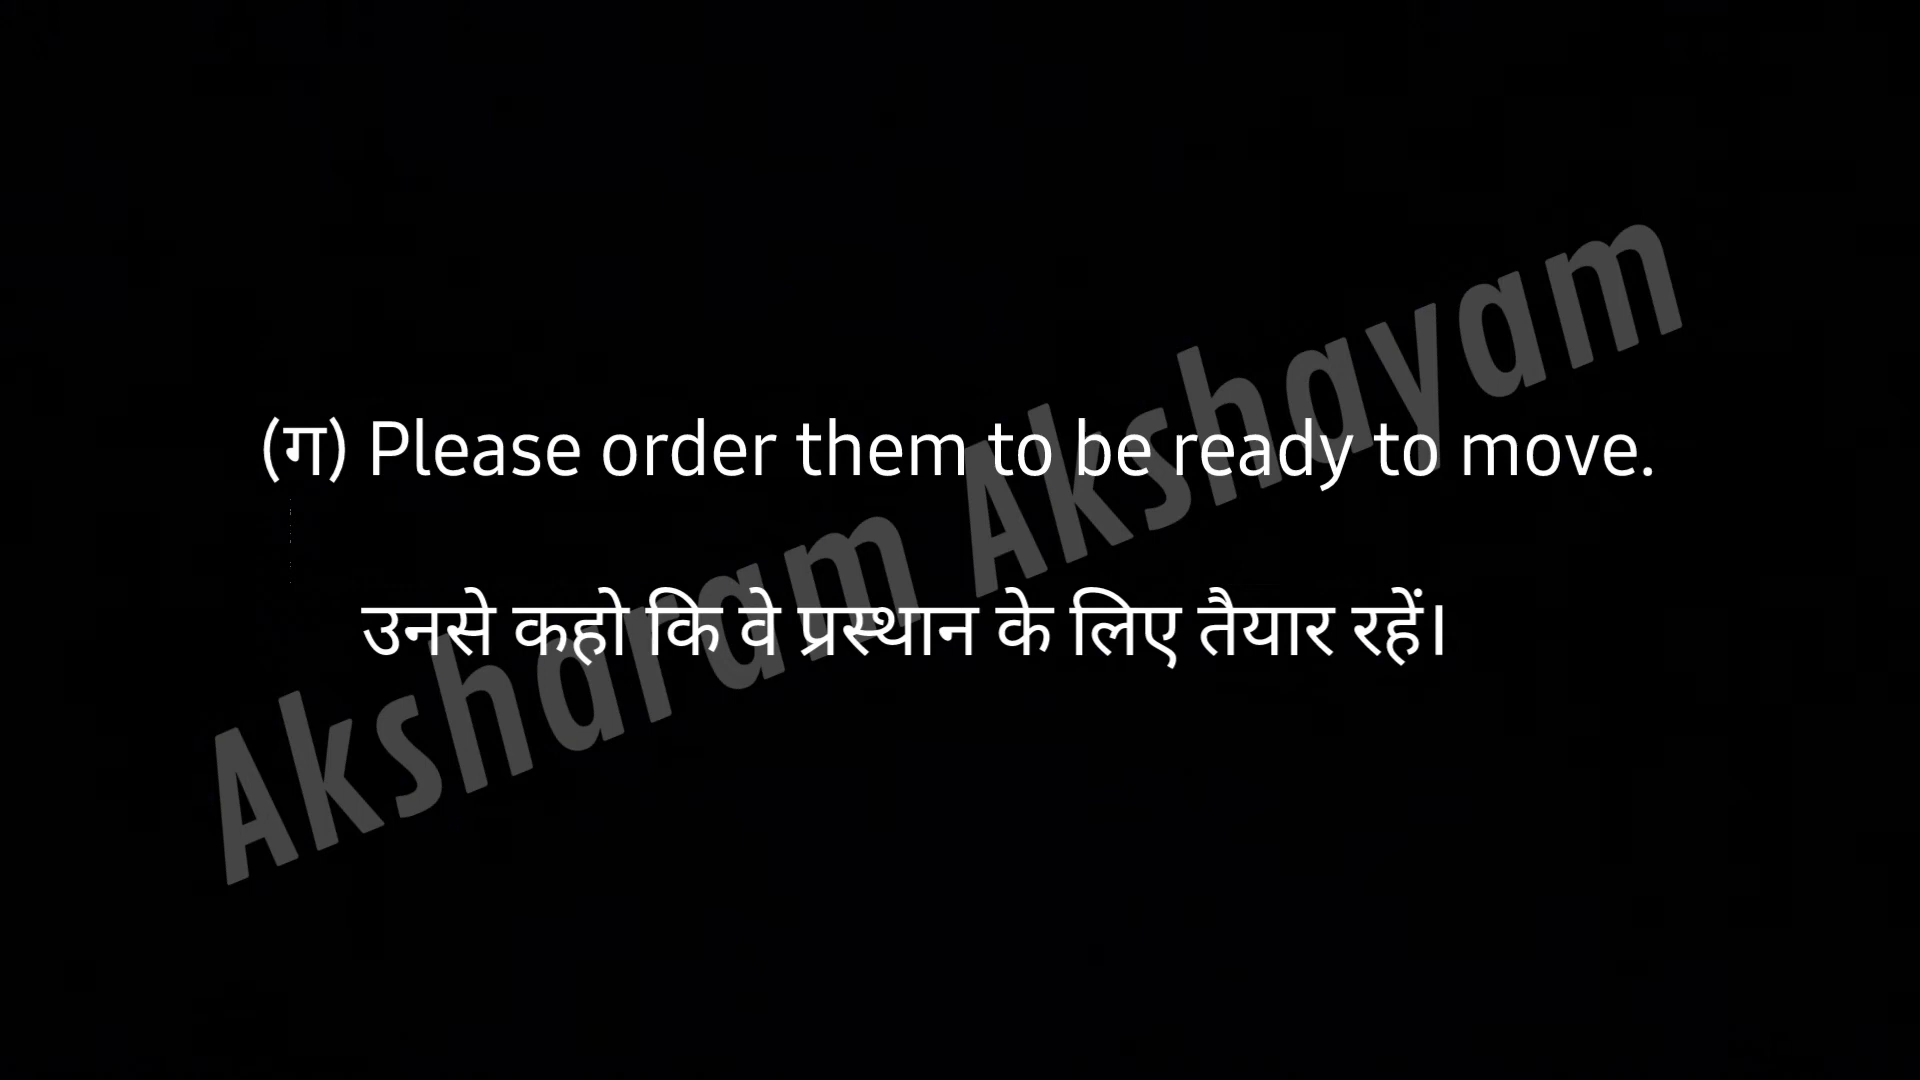 (ग) Please order them to be ready to move.
उनसे कहो कि वे प्रस्थान के लिए तैयार रहें।
Aksharam Akshayam